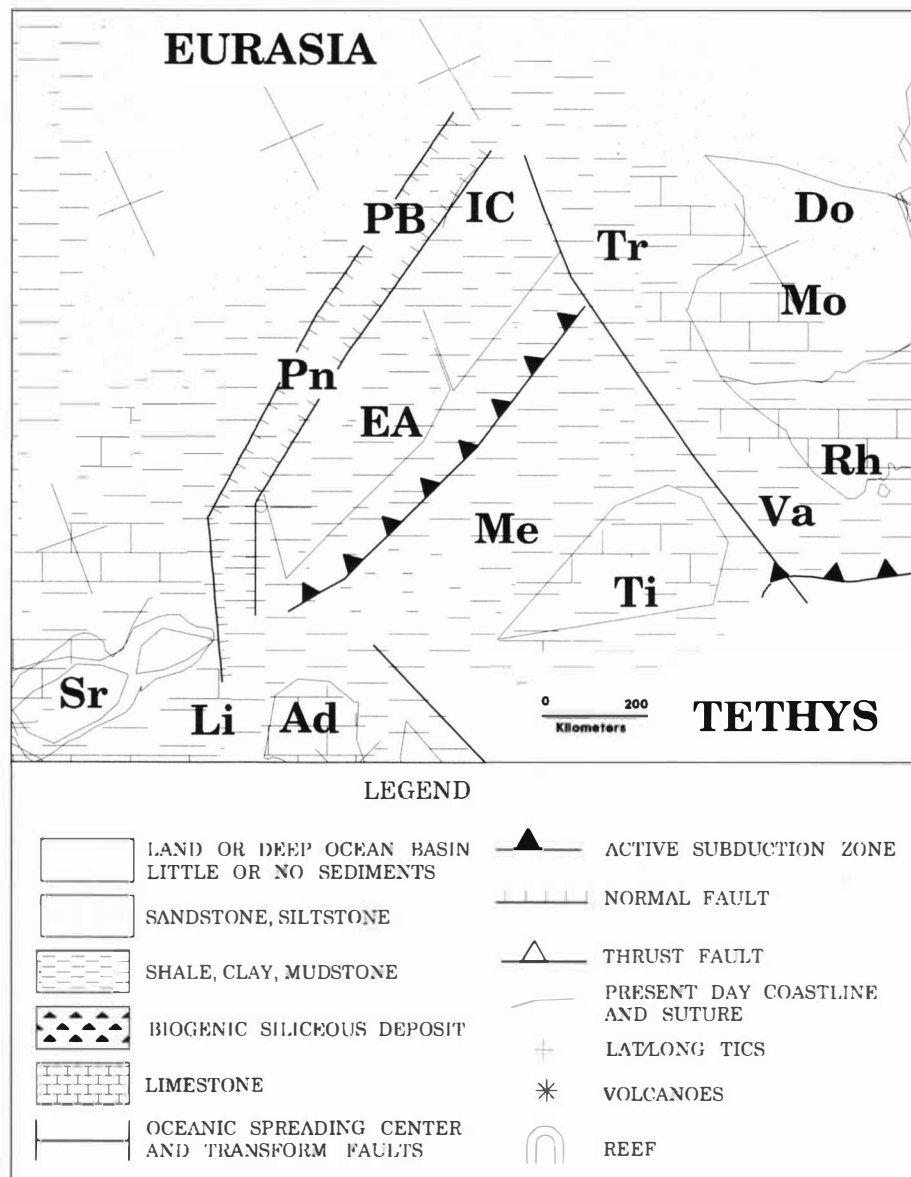 EURASIA
PB
IC
Tr
Do
Mo
Pn
EA
Rh
Me
Va
Ti
Sr
Li
Ad
0 200
Kilometers
TETHYS
LEGEND
LAND OR DEEP OCEAN BASIN
LITTLE OR NO SEDIMENTS
SANDSTONE, SILTSTONE
SHALE, CLAY, MUDSTONE
BIOGENIC SILICEOUS DEPOSIT
LIMESTONE
OCEANIC SPREADING CENTER
AND TRANSFORM FAULTS
ACTIVE SUBDUCTION ZONE
NORMAL FAULT
THRUST FAULT
PRESENT DAY COASTLINE
AND SUTURE
LAT/LONG TICS
VOLCANOES
REEF